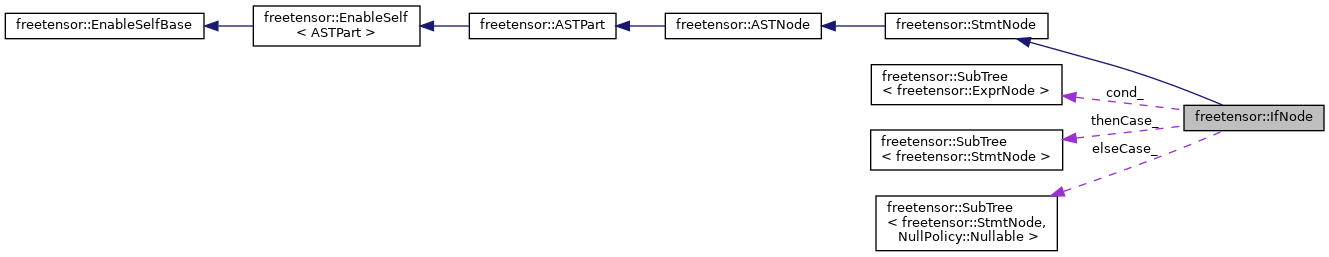 freetensor::EnableSelfBase
freetensor::EnableSelf
< ASTPart >
freetensor::ASTPart
freetensor::ASTNode
freetensor::StmtNode
freetensor::SubTree
< freetensor::ExprNode >
cond_
freetensor::IfNode
thenCase_
freetensor::SubTree
< freetensor::StmtNode >
elseCase_
freetensor::SubTree
< freetensor::StmtNode,
NullPolicy::Nullable >